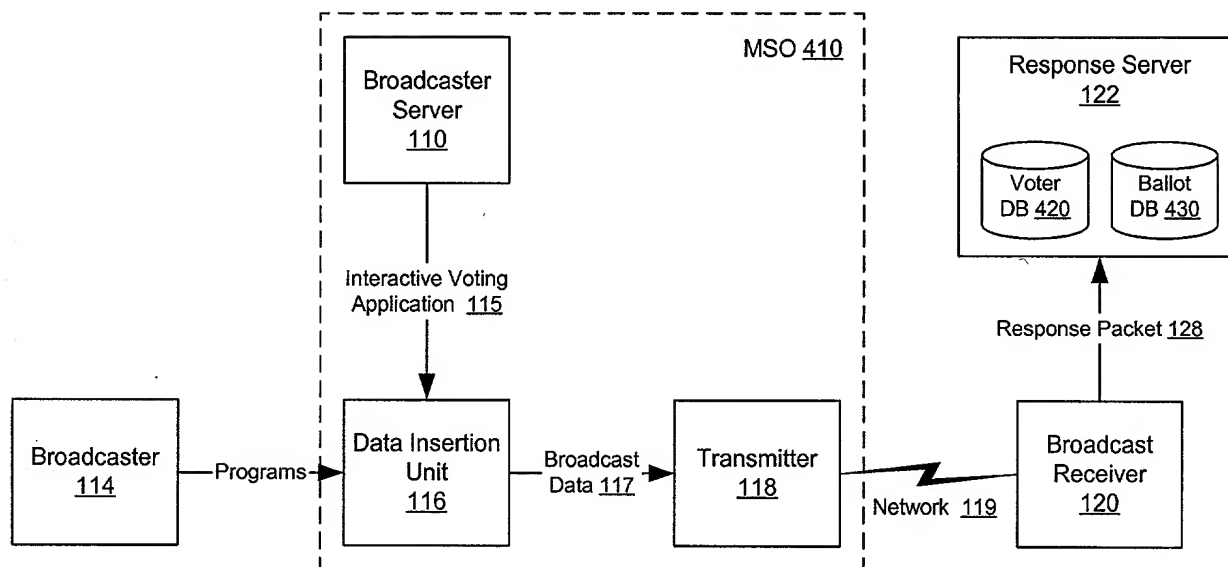 MSO 410
Broadcaster
Server
110
Response Server
122
Voter
DB 420
Ballot
DB 430
Interactive Voting
Application 115
Response Packet 128
Broadcaster
114
Programs
Data Insertion
Unit
116
Broadcast
Data 117
Transmitter
118
Network 119
Broadcast
Receiver
120